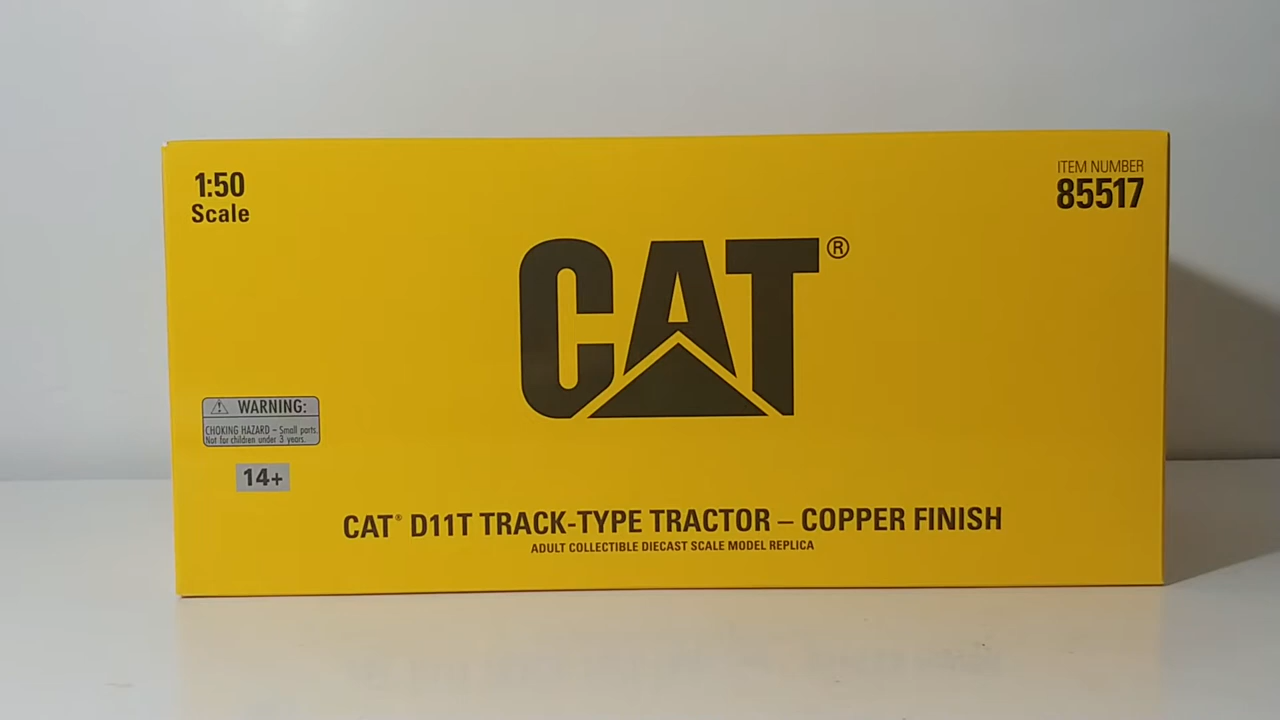 1:50
Scale
ITEM NUMBER
85517
CAT®
WARNING:
CHOKING HAZARD – Small parts.
Not for children under 3 years.
14+
CAT® D11T TRACK-TYPE TRACTOR – COPPER FINISH
ADULT COLLECTIBLE DIECAST SCALE MODEL REPLICA